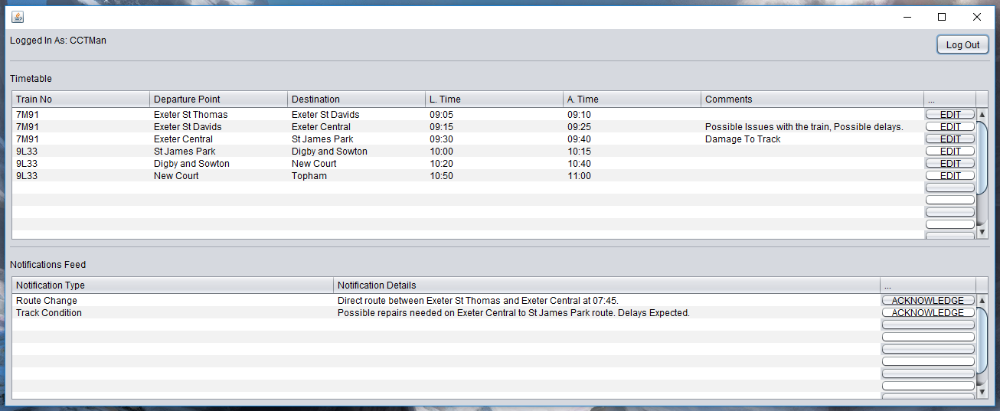 Logged In As: CCTMan
Log Out
Timetable
Train No Departure Point Destination L. Time A. Time Comments ...
7M91 Exeter St Thomas Exeter St Davids 09:05 09:10 EDIT
7M91 Exeter St Davids Exeter Central 09:15 09:25 Possible Issues with the train, Possible delays. EDIT
7M91 Exeter Central St James Park 09:30 09:40 Damage To Track EDIT
9L33 St James Park Digby and Sowton 10:00 10:15 EDIT
9L33 Digby and Sowton New Court 10:20 10:40 EDIT
9L33 New Court Topham 10:50 11:00 EDIT
Notifications Feed
Notification Type Notification Details ...
Route Change Direct route between Exeter St Thomas and Exeter Central at 07:45. ACKNOWLEDGE
Track Condition Possible repairs needed on Exeter Central to St James Park route. Delays Expected. ACKNOWLEDGE